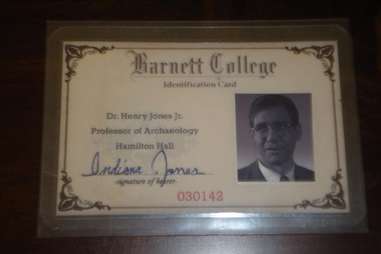 Barnett College
Identification Card
Dr. Henry Jones Jr.
Professor of Archaeology
Hamilton Hall
Indiana Jones
signature of bearer
030142